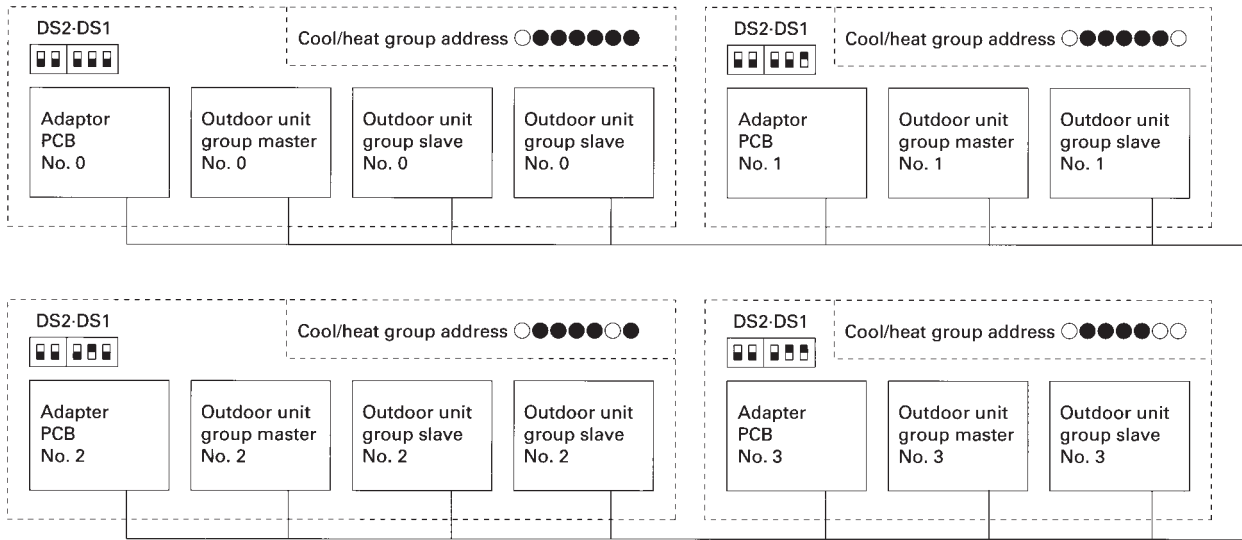 DS2·DS1
Cool/heat group address ○●●●●●●
Adaptor
PCB
No. 0
Outdoor unit
group master
No. 0
Outdoor unit
group slave
No. 0
Outdoor unit
group slave
No. 0
DS2·DS1
Cool/heat group address ○●●●●●○
Adaptor
PCB
No. 1
Outdoor unit
group master
No. 1
Outdoor unit
group slave
No. 1
DS2·DS1
Cool/heat group address ○●●●●○●
Adapter
PCB
No. 2
Outdoor unit
group master
No. 2
Outdoor unit
group slave
No. 2
Outdoor unit
group slave
No. 2
DS2·DS1
Cool/heat group address ○●●●●○○
Adapter
PCB
No. 3
Outdoor unit
group master
No. 3
Outdoor unit
group slave
No. 3